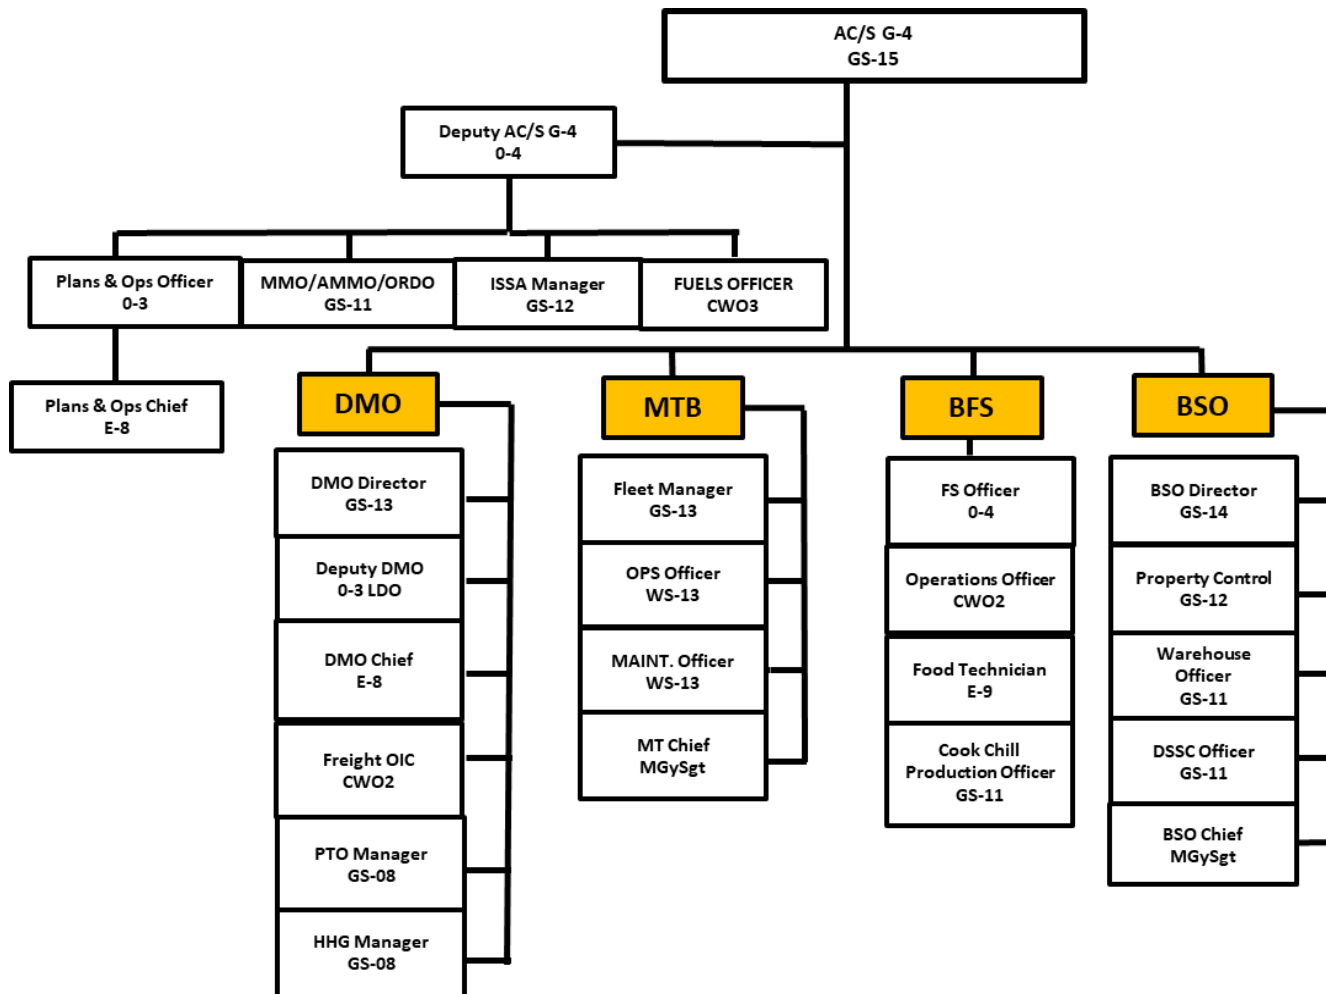 AC/S G-4
GS-15
Deputy AC/S G-4
0-4
Plans & Ops Officer
0-3
MMO/AMMO/ORDO
GS-11
ISSA Manager
GS-12
FUELS OFFICER
CWO3
Plans & Ops Chief
E-8
DMO
DMO Director
GS-13
Deputy DMO
0-3 LDO
DMO Chief
E-8
Freight OIC
CWO2
PTO Manager
GS-08
HHG Manager
GS-08
MTB
Fleet Manager
GS-13
OPS Officer
WS-13
MAINT. Officer
WS-13
MT Chief
MGySgt
BFS
FS Officer
0-4
Operations Officer
CWO2
Food Technician
E-9
Cook Chill
Production Officer
GS-11
BSO
BSO Director
GS-14
Property Control
GS-12
Warehouse
Officer
GS-11
DSSC Officer
GS-11
BSO Chief
MGySgt